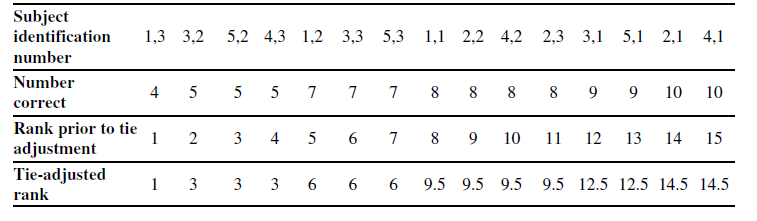 Subject
identification
number 1,3 3,2 5,2 4,3 1,2 3,3 5,3 1,1 2,2 4,2 2,3 3,1 5,1 2,1 4,1
Number
correct 4 5 5 5 7 7 7 8 8 8 8 9 9 10 10
Rank prior to tie
adjustment 1 2 3 4 5 6 7 8 9 10 11 12 13 14 15
Tie-adjusted
rank 1 3 3 3 6 6 6 9.5 9.5 9.5 9.5 12.5 12.5 14.5 14.5